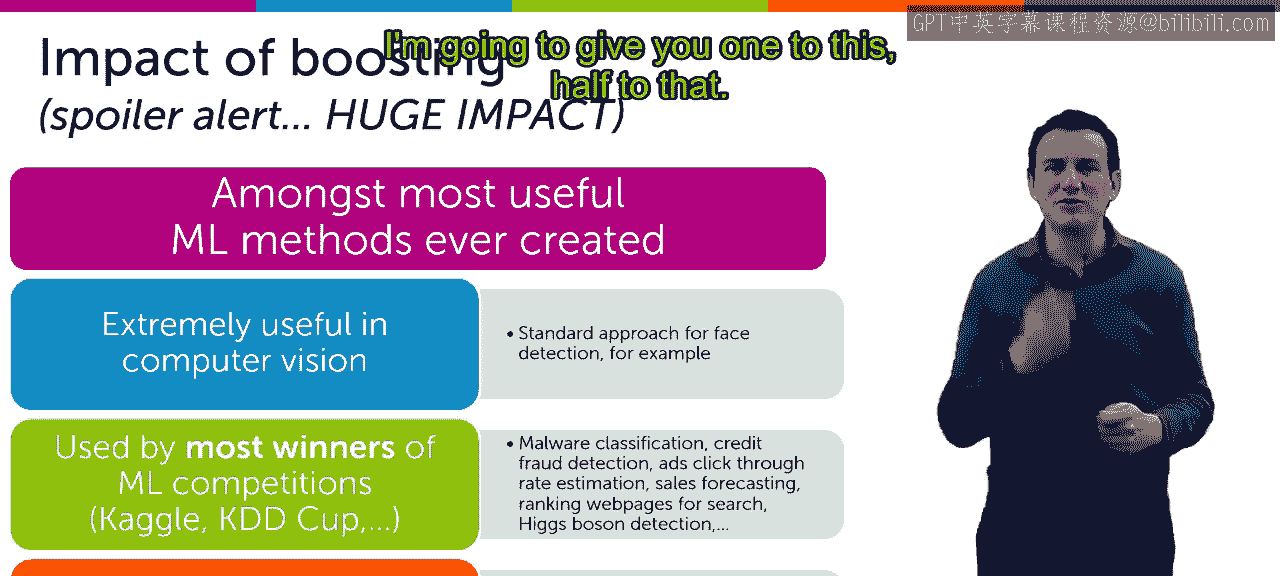 GPT中英字幕课程资源@bilibili.com
I'm going to give you one to this,
half to that.
Impact of boosting
(spoiler alert... HUGE IMPACT)
Amongst most useful
ML methods ever created
Extremely useful in
computer vision
• Standard approach for face
detection, for example
Used by most winners of
ML competitions
(Kaggle, KDD Cup,...)
• Malware classification, credit
fraud detection, ads click through
rate estimation, sales forecasting,
ranking webpages for search,
Higgs boson detection,...